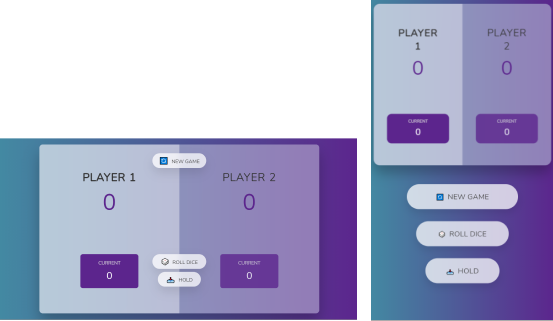 NEW GAME
PLAYER 1
PLAYER 2
0
0
CURRENT
0
ROLL DICE
HOLD
CURRENT
0
PLAYER
1
0
PLAYER
2
0
CURRENT
0
CURRENT
0
NEW GAME
ROLL DICE
HOLD